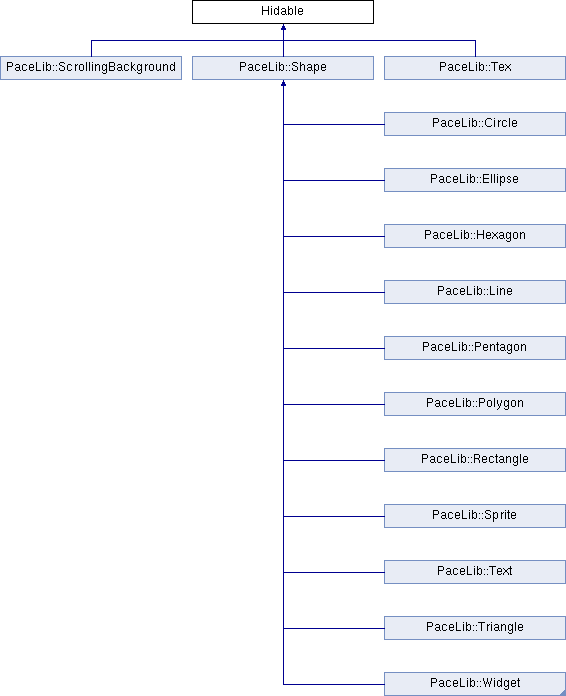 Hidable
PaceLib::ScrollingBackground
PaceLib::Shape
PaceLib::Tex
PaceLib::Circle
PaceLib::Ellipse
PaceLib::Hexagon
PaceLib::Line
PaceLib::Pentagon
PaceLib::Polygon
PaceLib::Rectangle
PaceLib::Sprite
PaceLib::Text
PaceLib::Triangle
PaceLib::Widget